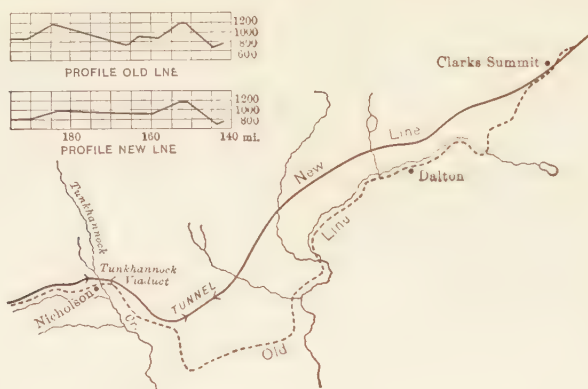 1200
1000
800
600
PROFILE OLD LNE
1200
1000
800
180
160
140 mi.
PROFILE NEW LNE
Clarks Summit
New Line
Dalton
Line
Tunkhannock
Tunkhannock
Viaduct
TUNNEL
Nicholson
Cr.
Old